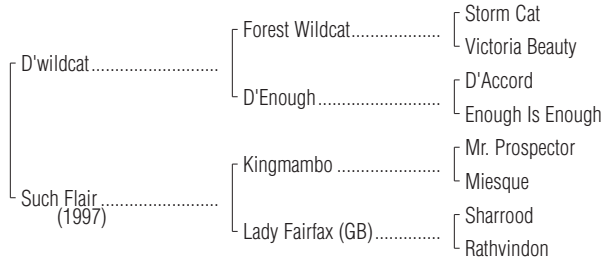 Storm Cat
Forest Wildcat....................
Victoria Beauty
D'wildcat............................
D'Accord
D'Enough...........................
Enough Is Enough
Mr. Prospector
Kingmambo .......................
Miesque
Such Flair..........................
(1997)
Sharrood
Lady Fairfax (GB)...............
Rathvindon